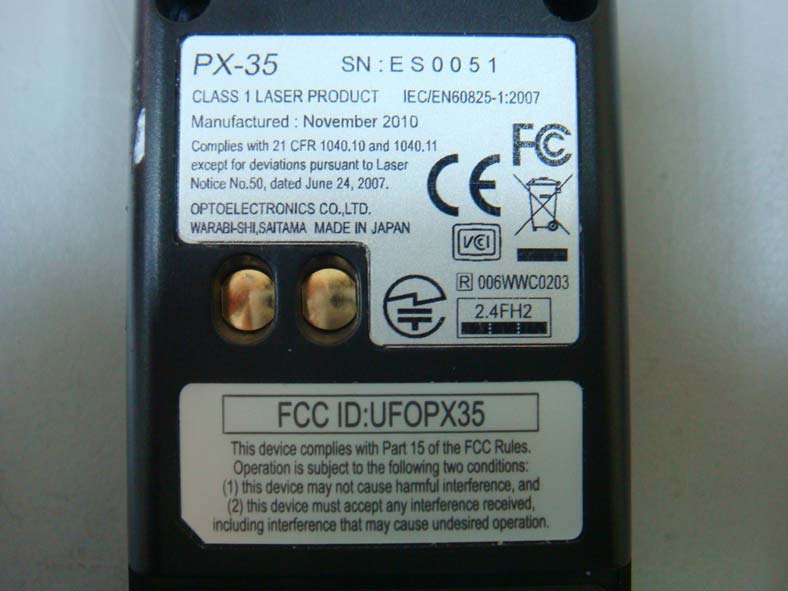 PX-35 SN : ES0051
CLASS 1 LASER PRODUCT IEC/EN60825-1:2007
Manufactured : November 2010
Complies with 21 CFR 1040.10 and 1040.11
except for deviations pursuant to Laser
Notice No.50, dated June 24, 2007.
OPTOELECTRONICS CO.,LTD.
WARABI-SHI,SAITAMA MADE IN JAPAN
FC
CE
VCI
R 006WWC0203
2.4FH2
FCC ID:UFOPX35
This device complies with Part 15 of the FCC Rules.
Operation is subject to the following two conditions:
(1) this device may not cause harmful interference, and
(2) this device must accept any interference received,
including interference that may cause undesired operation.